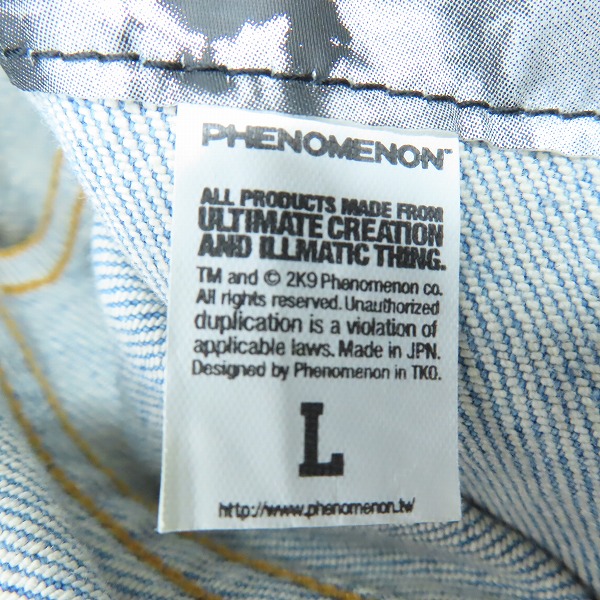 PHENOMENON™
ALL PRODUCTS MADE FROM
ULTIMATE CREATION
AND ILLMATIC THING.
TM and © 2K9 Phenomenon co.
All rights reserved. Unauthorized
duplication is a violation of
applicable laws. Made in JPN.
Designed by Phenomenon in TKO.
L
http://www.phenomenon.tv/